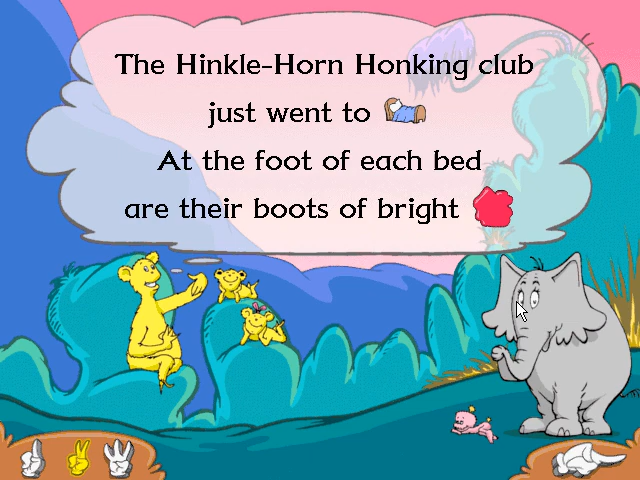 The Hinkle-Horn Honking club
just went to
At the foot of each bed
are their boots of bright